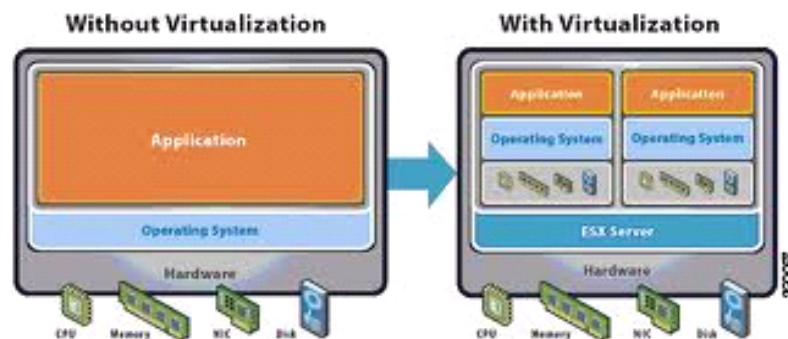 Without Virtualization
With Virtualization
Application
Operating System
Hardware
CPU
Memory
NIC
Disk
Application
Application
Operating System
Operating System
ESX Server
Hardware
CPU
Memory
NIC
Disk